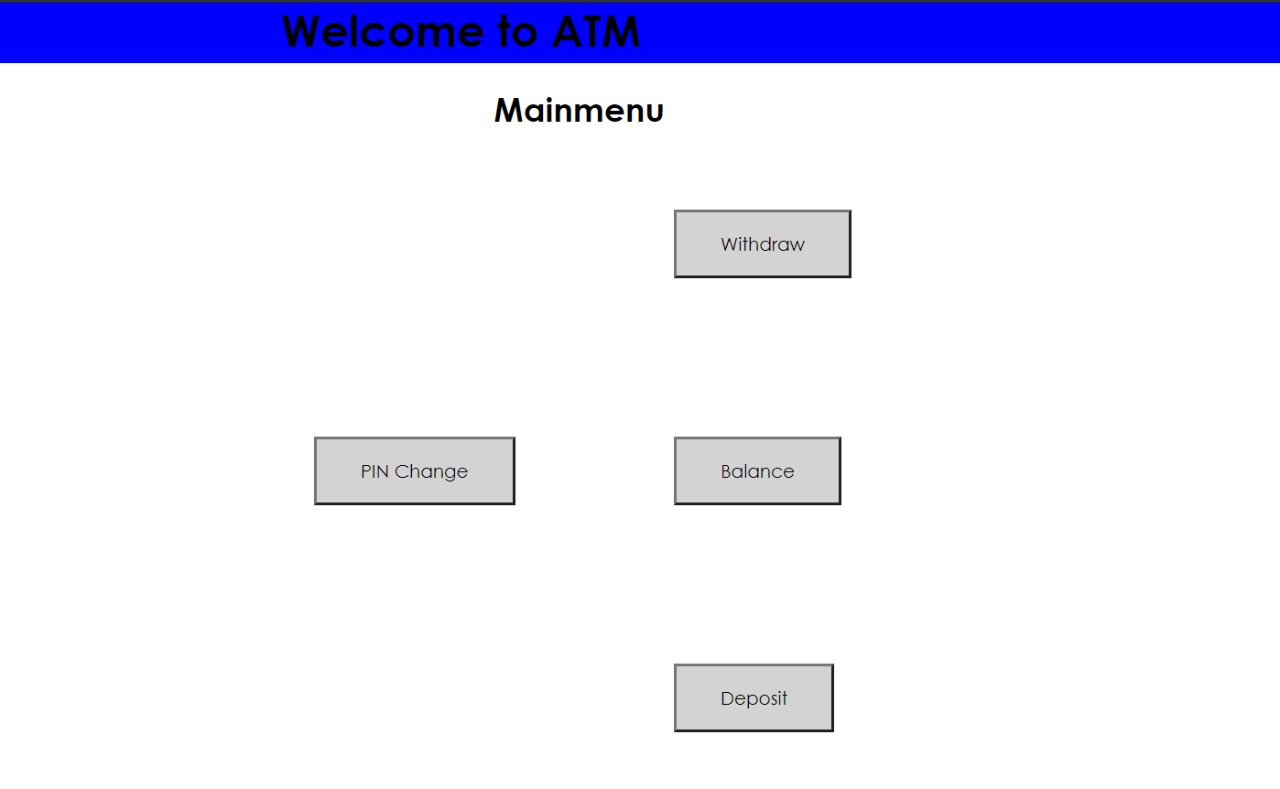 Welcome to ATM
Mainmenu
Withdraw
PIN Change
Balance
Deposit